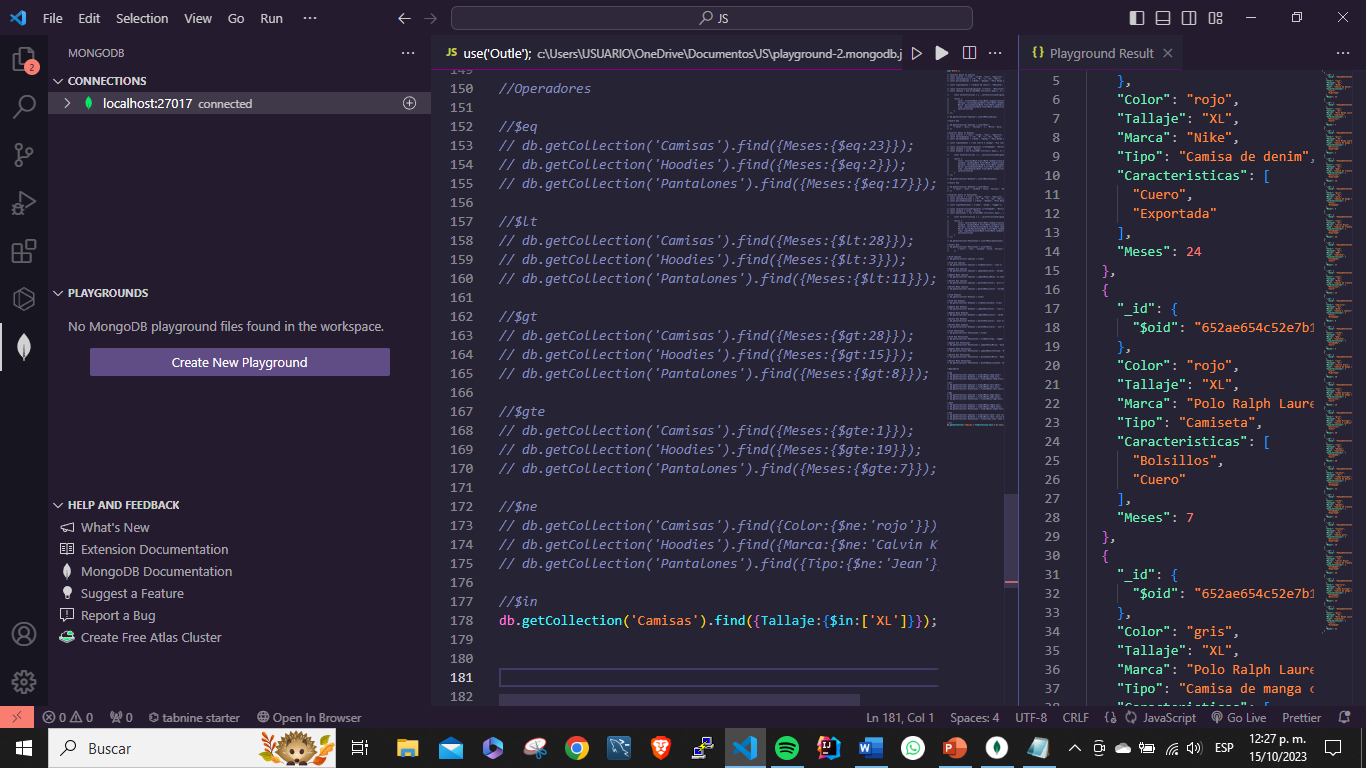 File Edit Selection View Go Run ··· JS
MONGODB ···
CONNECTIONS
localhost:27017 connected
PLAYGROUNDS
No MongoDB playground files found in the workspace.
Create New Playground
HELP AND FEEDBACK
What's New
Extension Documentation
MongoDB Documentation
Suggest a Feature
Report a Bug
Create Free Atlas Cluster
2
JS use('Outle'); c:\Users\USUARIO\OneDrive\Documentos\JS\playground-2.mongodb.j
149
150 //Operadores
151
152 //$eq
153 // db.getCollection('Camisas').find({Meses:{$eq:23}});
154 // db.getCollection('Hoodies').find({Meses:{$eq:2}});
155 // db.getCollection('Pantalones').find({Meses:{$eq:17}});
156
157 //$lt
158 // db.getCollection('Camisas').find({Meses:{$lt:28}});
159 // db.getCollection('Hoodies').find({Meses:{$lt:3}});
160 // db.getCollection('Pantalones').find({Meses:{$lt:11}});
161
162 //$gt
163 // db.getCollection('Camisas').find({Meses:{$gt:28}});
164 // db.getCollection('Hoodies').find({Meses:{$gt:15}});
165 // db.getCollection('Pantalones').find({Meses:{$gt:8}});
166
167 //$gte
168 // db.getCollection('Camisas').find({Meses:{$gte:1}});
169 // db.getCollection('Hoodies').find({Meses:{$gte:19}});
170 // db.getCollection('Pantalones').find({Meses:{$gte:7}});
171
172 //$ne
173 // db.getCollection('Camisas').find({Color:{$ne:'rojo'}})
174 // db.getCollection('Hoodies').find({Marca:{$ne:'Calvin K
175 // db.getCollection('Pantalones').find({Tipo:{$ne:'Jean'}
176
177 //$in
178 db.getCollection('Camisas').find({Tallaje:{$in:['XL']}});
179
180
181
182
{} Playground Result
5 },
6 "Color": "rojo",
7 "Tallaje": "XL",
8 "Marca": "Nike",
9 "Tipo": "Camisa de denim",
10 "Caracteristicas": [
11 "Cuero",
12 "Exportada"
13 ],
14 "Meses": 24
15 },
16 {
17 "_id": {
18 "$oid": "652ae654c52e7b1
19 },
20 "Color": "rojo",
21 "Tallaje": "XL",
22 "Marca": "Polo Ralph Laure
23 "Tipo": "Camiseta",
24 "Caracteristicas": [
25 "Bolsillos",
26 "Cuero"
27 ],
28 "Meses": 7
29 },
30 {
31 "_id": {
32 "$oid": "652ae654c52e7b1
33 },
34 "Color": "gris",
35 "Tallaje": "XL",
36 "Marca": "Polo Ralph Laure
37 "Tipo": "Camisa de manga
0 0 0 tabnine starter Open In Browser Ln 181, Col 1 Spaces: 4 UTF-8 CRLF {} JavaScript Go Live Prettier
Buscar ESP 12:27 p. m.
15/10/2023